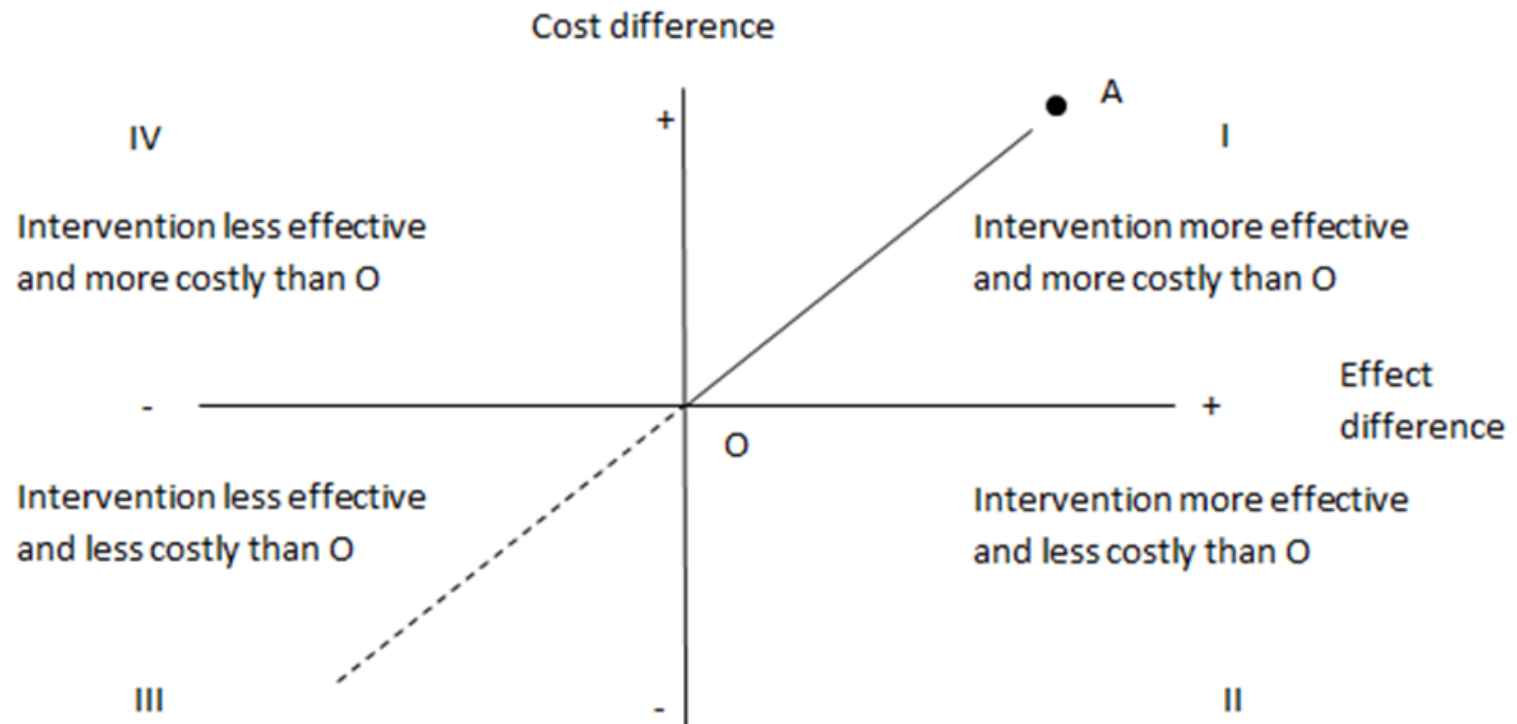 Cost difference
A
+
IV
I
Intervention less effective
and more costly than O
Intervention more effective
and more costly than O
Effect
difference
-
+
O
Intervention less effective
and less costly than O
Intervention more effective
and less costly than O
III
-
II